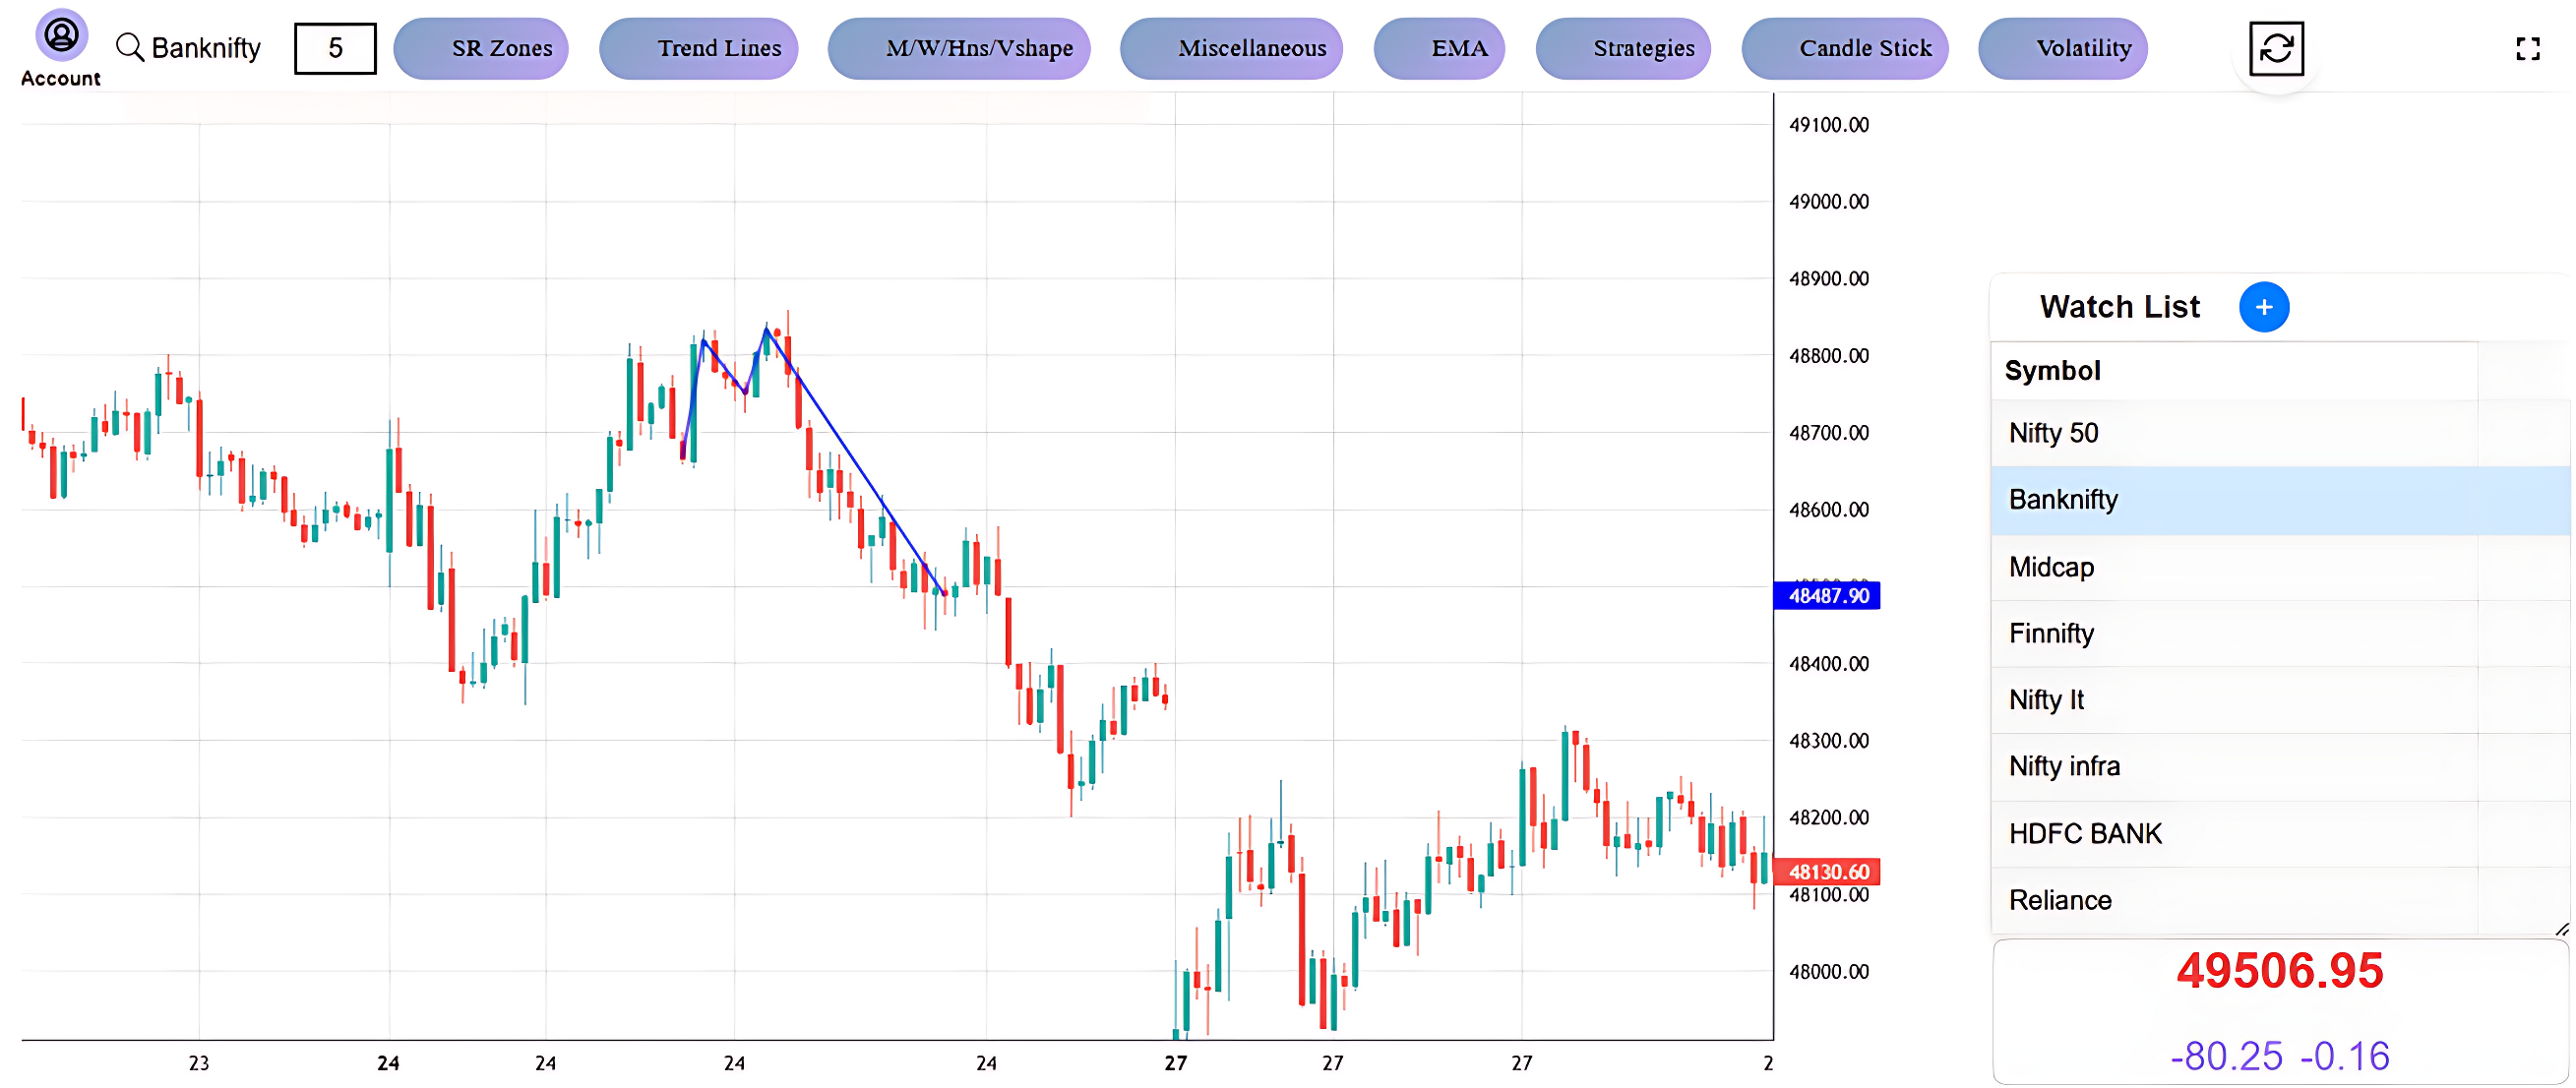 Account
Banknifty
5
SR Zones
Trend Lines
M/W/Hns/Vshape
Miscellaneous
EMA
Strategies
Candle Stick
Volatility
49100.00
49000.00
48900.00
48800.00
48700.00
48600.00
48487.90
48400.00
48300.00
48200.00
48130.60
48100.00
48000.00
23 24 24 24 24 27 27 27 2
Watch List +
Symbol
Nifty 50
Banknifty
Midcap
Finnifty
Nifty It
Nifty infra
HDFC BANK
Reliance
49506.95
-80.25 -0.16